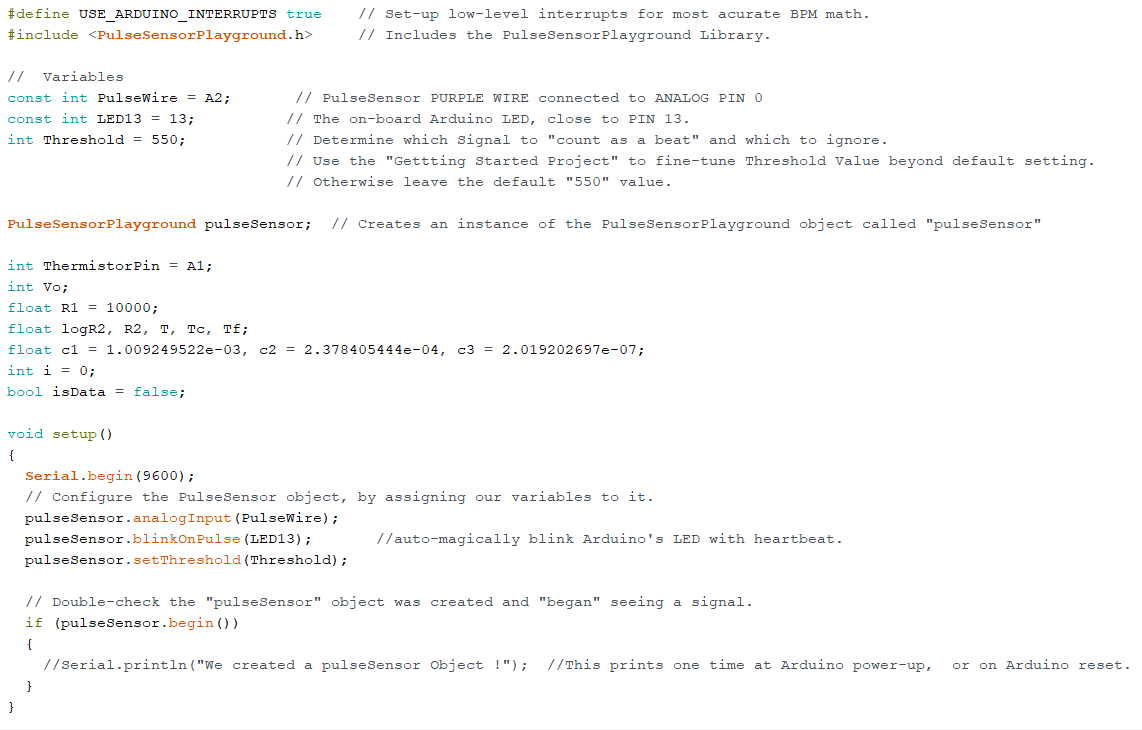 #define USE_ARDUINO_INTERRUPTS true    // Set-up low-level interrupts for most acurate BPM math.
#include <PulseSensorPlayground.h>     // Includes the PulseSensorPlayground Library.

//  Variables
const int PulseWire = A2;       // PulseSensor PURPLE WIRE connected to ANALOG PIN 0
const int LED13 = 13;          // The on-board Arduino LED, close to PIN 13.
int Threshold = 550;           // Determine which Signal to "count as a beat" and which to ignore.
                               // Use the "Gettting Started Project" to fine-tune Threshold Value beyond default setting.
                               // Otherwise leave the default "550" value.

PulseSensorPlayground pulseSensor;  // Creates an instance of the PulseSensorPlayground object called "pulseSensor"

int ThermistorPin = A1;
int Vo;
float R1 = 10000;
float logR2, R2, T, Tc, Tf;
float c1 = 1.009249522e-03, c2 = 2.378405444e-04, c3 = 2.019202697e-07;
int i = 0;
bool isData = false;

void setup()
{
  Serial.begin(9600);
  // Configure the PulseSensor object, by assigning our variables to it.
  pulseSensor.analogInput(PulseWire);
  pulseSensor.blinkOnPulse(LED13);       //auto-magically blink Arduino's LED with heartbeat.
  pulseSensor.setThreshold(Threshold);

  // Double-check the "pulseSensor" object was created and "began" seeing a signal.
  if (pulseSensor.begin())
  {
    //Serial.println("We created a pulseSensor Object !");  //This prints one time at Arduino power-up,  or on Arduino reset.
  }
}